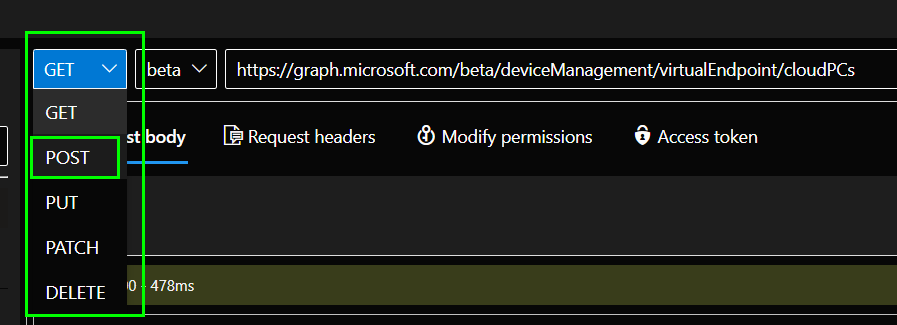 GET beta https://graph.microsoft.com/beta/deviceManagement/virtualEndpoint/cloudPCs
GET
st body Request headers Modify permissions Access token
POST
PUT
PATCH
DELETE
- 478ms